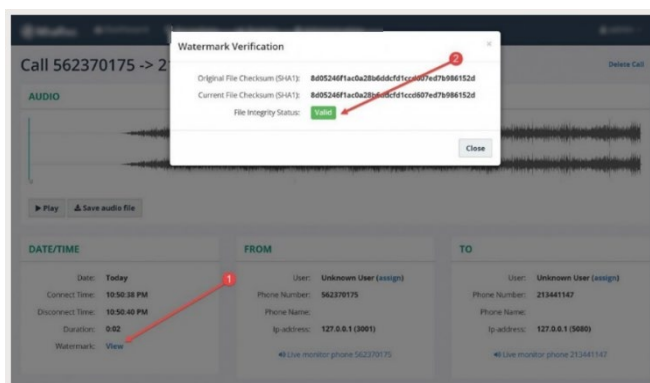 Watermark Verification
×
Original File Checksum (SHA1): 8d05246f1ac0a28b6ddcfd1ccd607ed7b986152d
Current File Checksum (SHA1): 8d05246f1ac0a28b6ddcfd1ccd607ed7b986152d
File Integrity Status: Valid
2
Close
Call 562370175 -> 2
Delete Call
AUDIO
Play
Save audio file
DATE/TIME
Date: Today
Connect Time: 10:50:38 PM
Disconnect Time: 10:50:40 PM
Duration: 0:02
Watermark: View
1
FROM
User: Unknown User (assign)
Phone Number: 562370175
Phone Name:
Ip-address: 127.0.0.1 (3001)
Live monitor phone 562370175
TO
User: Unknown User (assign)
Phone Number: 213441147
Phone Name:
Ip-address: 127.0.0.1 (5080)
Live monitor phone 213441147